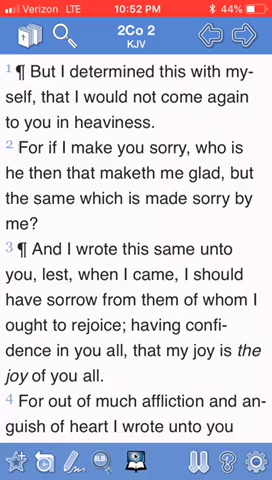 Verizon LTE 10:52 PM 44%
2Co 2
KJV
1 ¶ But I determined this with my-
self, that I would not come again
to you in heaviness.
2 For if I make you sorry, who is
he then that maketh me glad, but
the same which is made sorry by
me?
3 ¶ And I wrote this same unto
you, lest, when I came, I should
have sorrow from them of whom I
ought to rejoice; having confi-
dence in you all, that my joy is the
joy of you all.
4 For out of much affliction and an-
guish of heart I wrote unto you
BLB ?